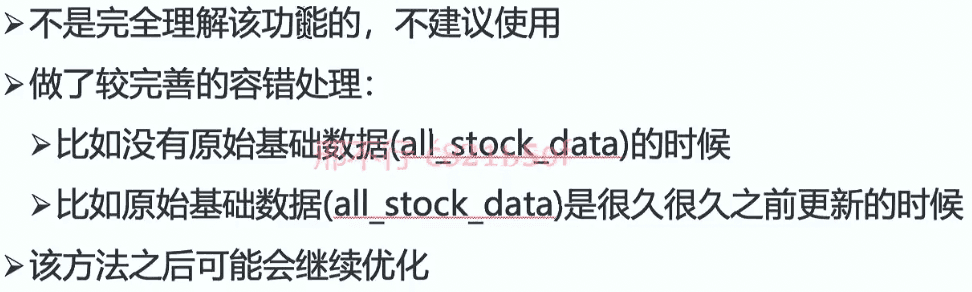 ➢不是完全理解该功能的，不建议使用
➢做了较完善的容错处理：
➢比如没有原始基础数据(all_stock_data)的时候
➢比如原始基础数据(all_stock_data)是很久很久之前更新的时候
➢该方法之后可能会继续优化